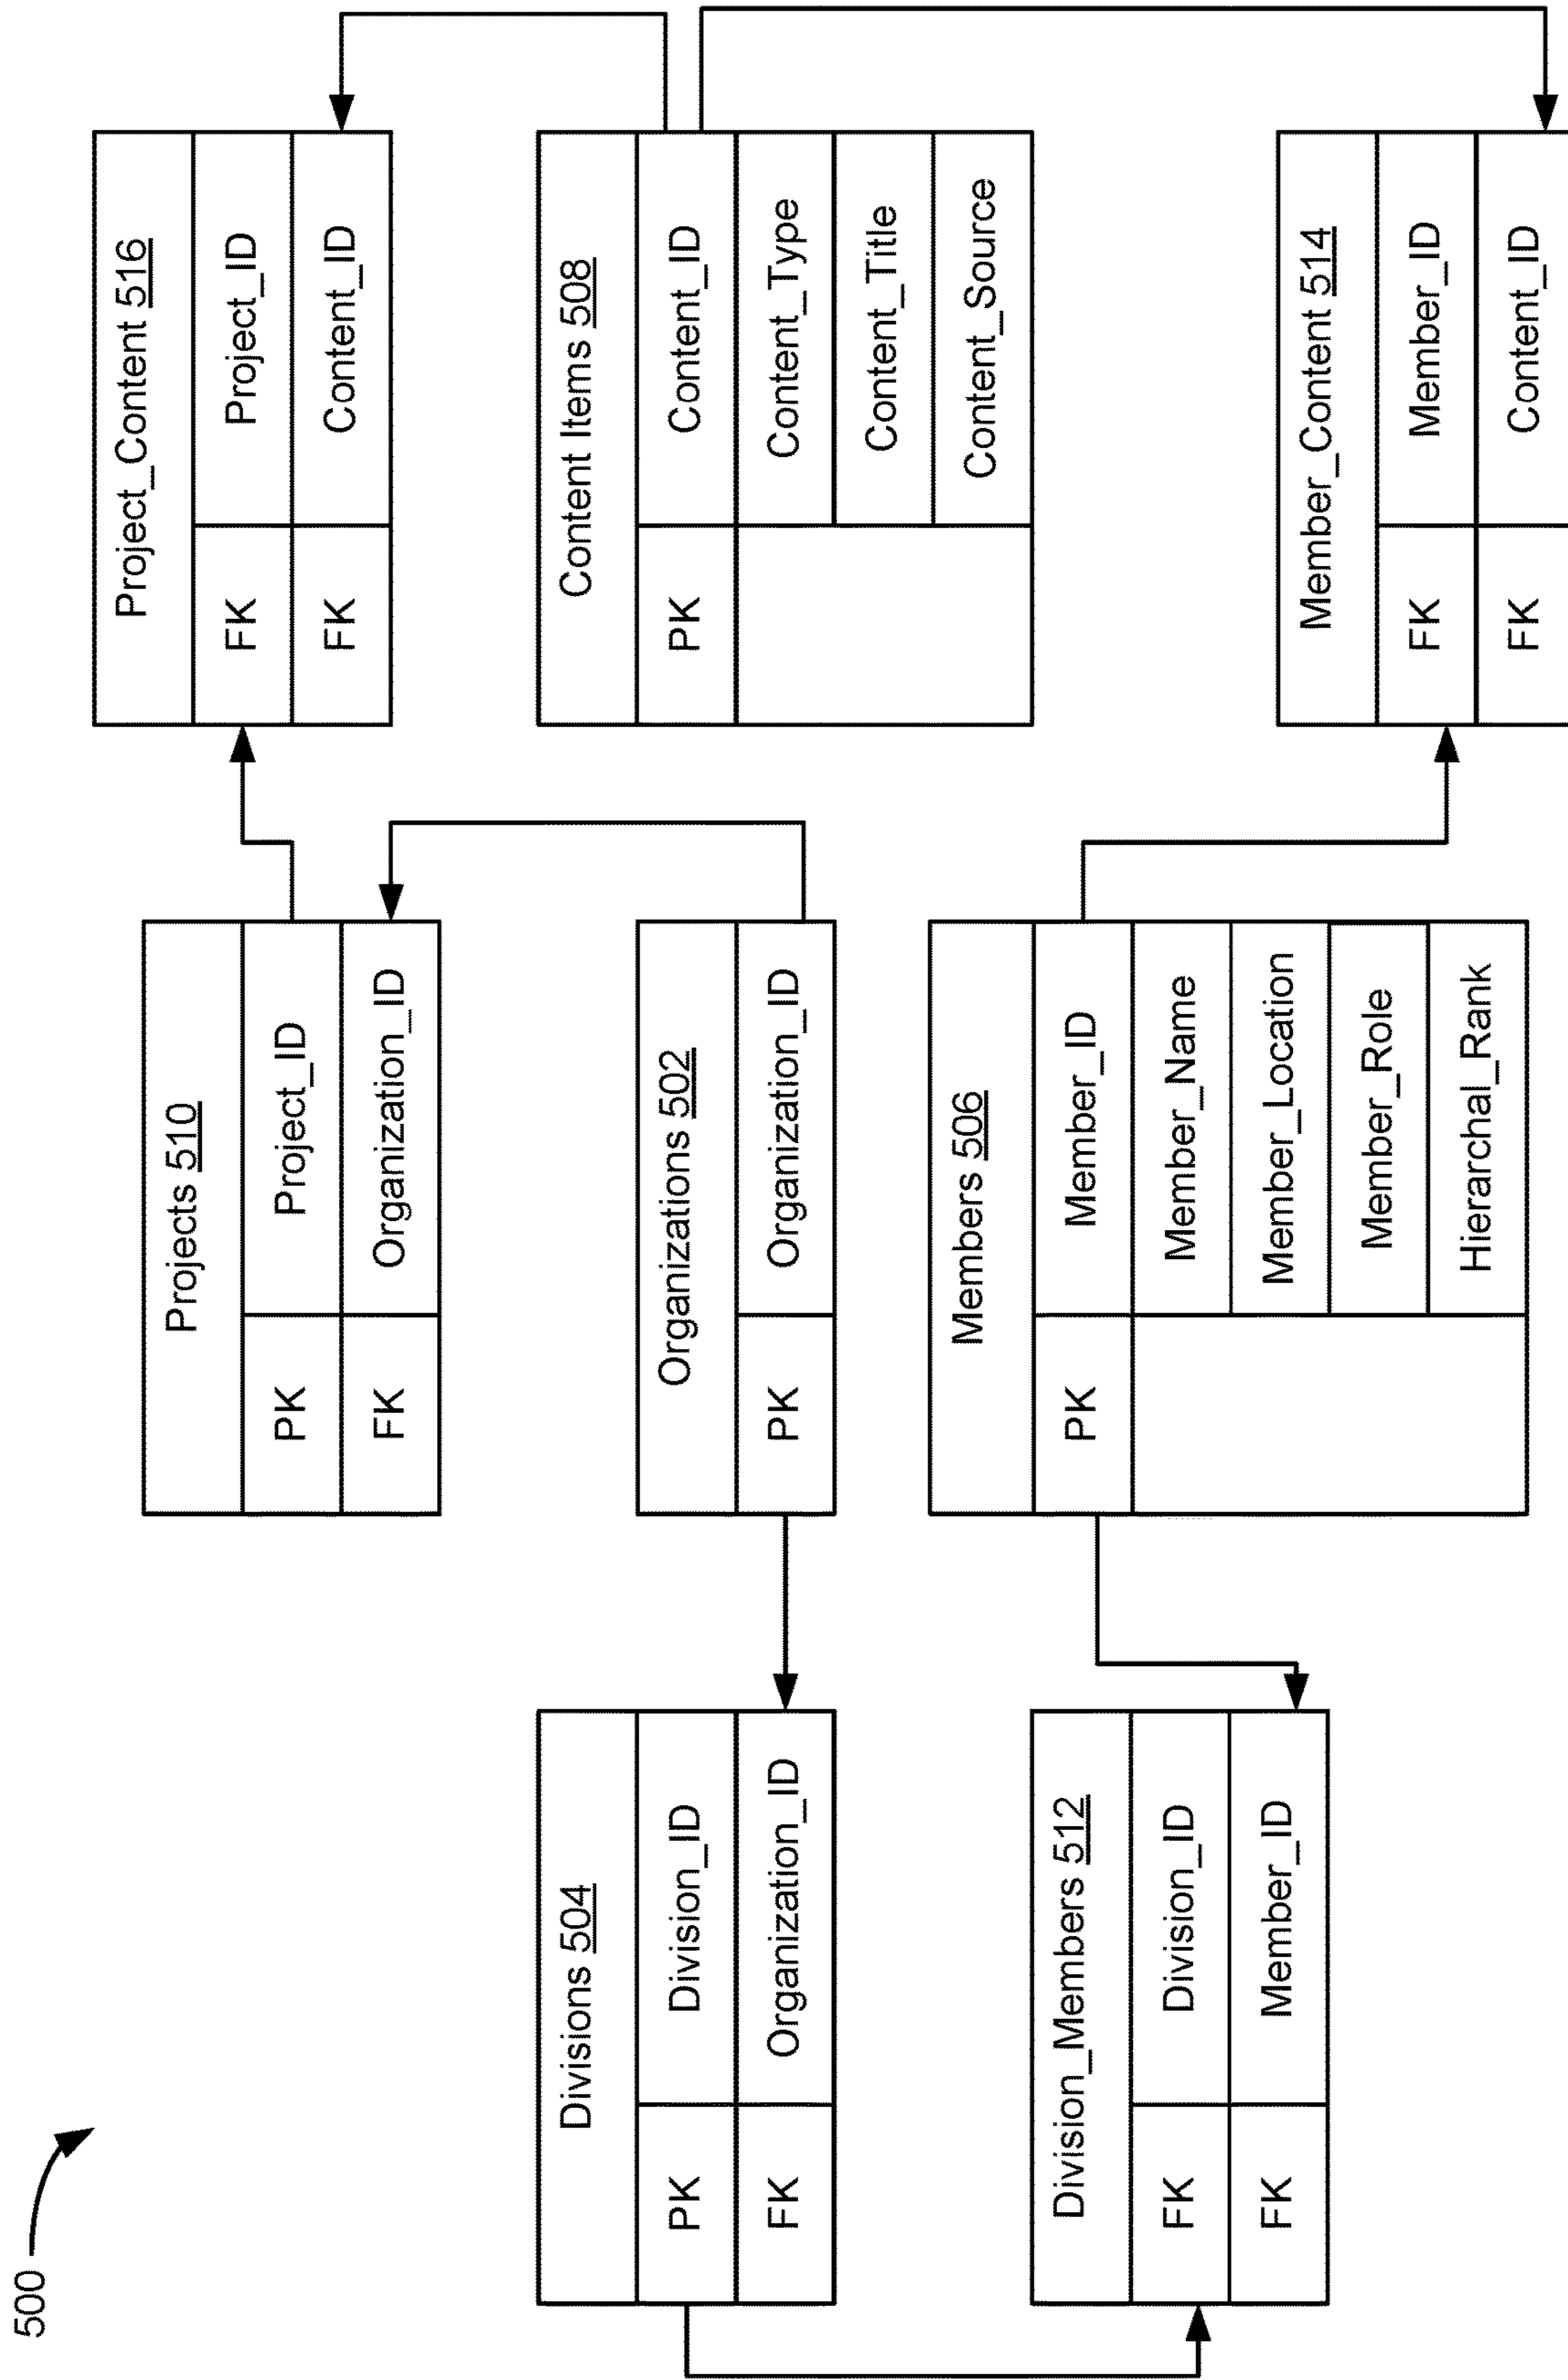 500
Divisions 504
PK Division_ID
FK Organization_ID
Division_Members 512
FK Division_ID
FK Member_ID
Projects 510
PK Project_ID
FK Organization_ID
Organizations 502
PK Organization_ID
Members 506
PK Member_ID
Member_Name
Member_Location
Member_Role
Hierarchal_Rank
Project_Content 516
FK Project_ID
FK Content_ID
Content Items 508
PK Content_ID
Content_Type
Content_Title
Content_Source
Member_Content 514
FK Member_ID
FK Content_ID